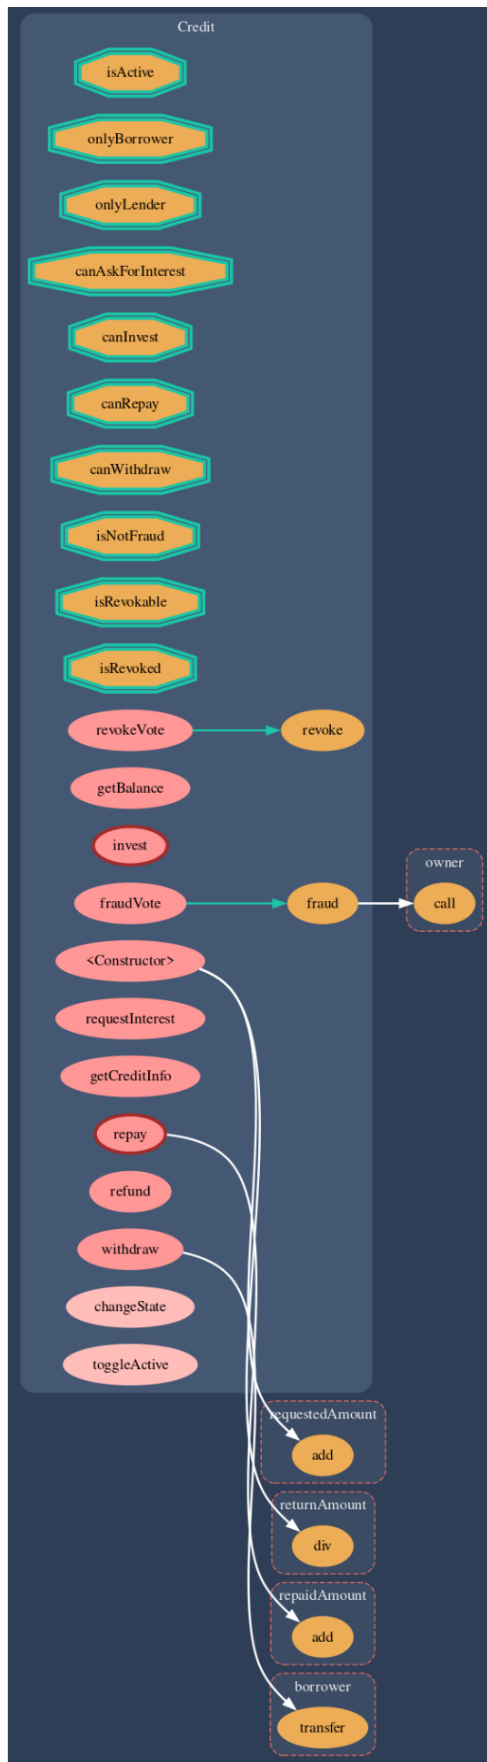 Credit
isActive
onlyBorrower
onlyLender
canAskForInterest
canInvest
canRepay
canWithdraw
isNotFraud
isRevokable
isRevoked
revokeVote
revoke
getBalance
invest
owner
fraudVote
fraud
call
<Constructor>
requestInterest
getCreditInfo
repay
refund
withdraw
changeState
toggleActive
requestedAmount
add
returnAmount
div
repaidAmount
add
borrower
transfer